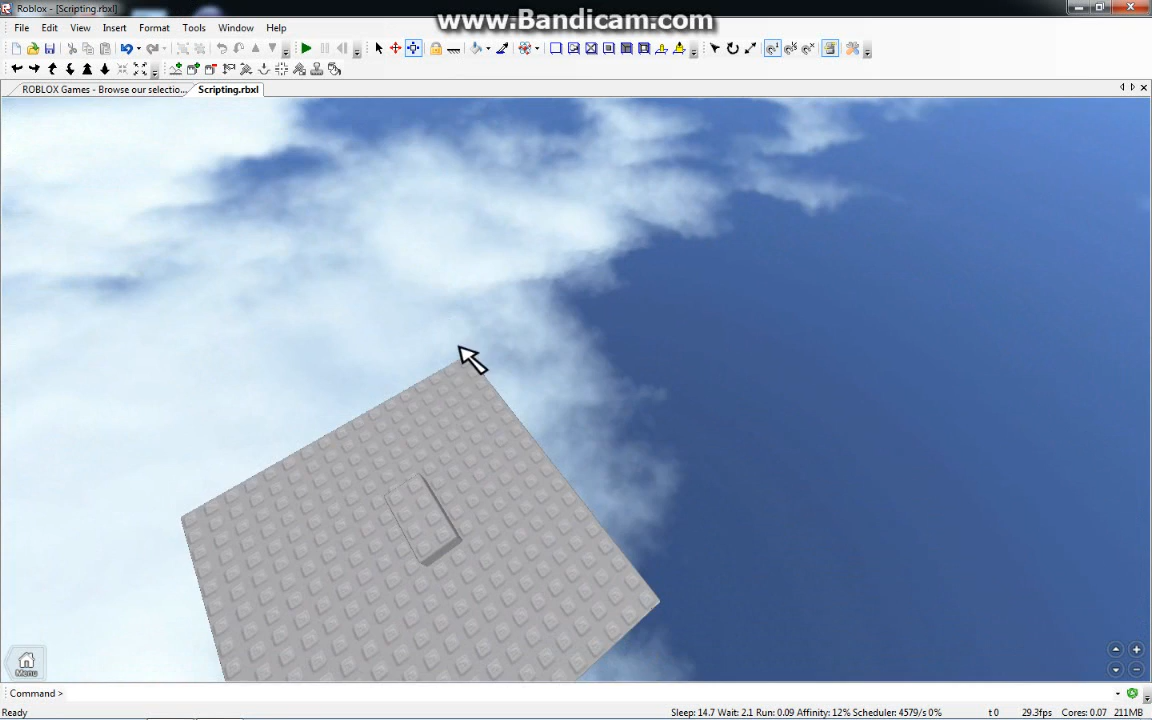 www.Bandicam.com
Roblox - [Scripting.rbxl]
File Edit View Insert Format Tools Window Help
ROBLOX Games - Browse our selectio... Scripting.rbxl
Menu
Command >
Ready Sleep: 14.7 Wait: 2.1 Run: 0.09 Affinity: 12% Scheduler: 4579/s 0% t 0 29.3fps Cores: 0.07 211MB